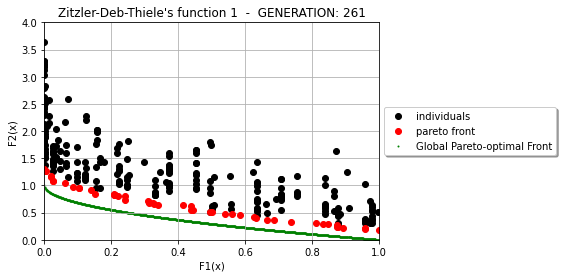 Zitzler-Deb-Thiele's function 1 - GENERATION: 261
4.0
3.5
3.0
2.5
2.0
1.5
1.0
0.5
0.0
F2(x)
0.0 0.2 0.4 0.6 0.8 1.0
F1(x)
individuals
pareto front
Global Pareto-optimal Front